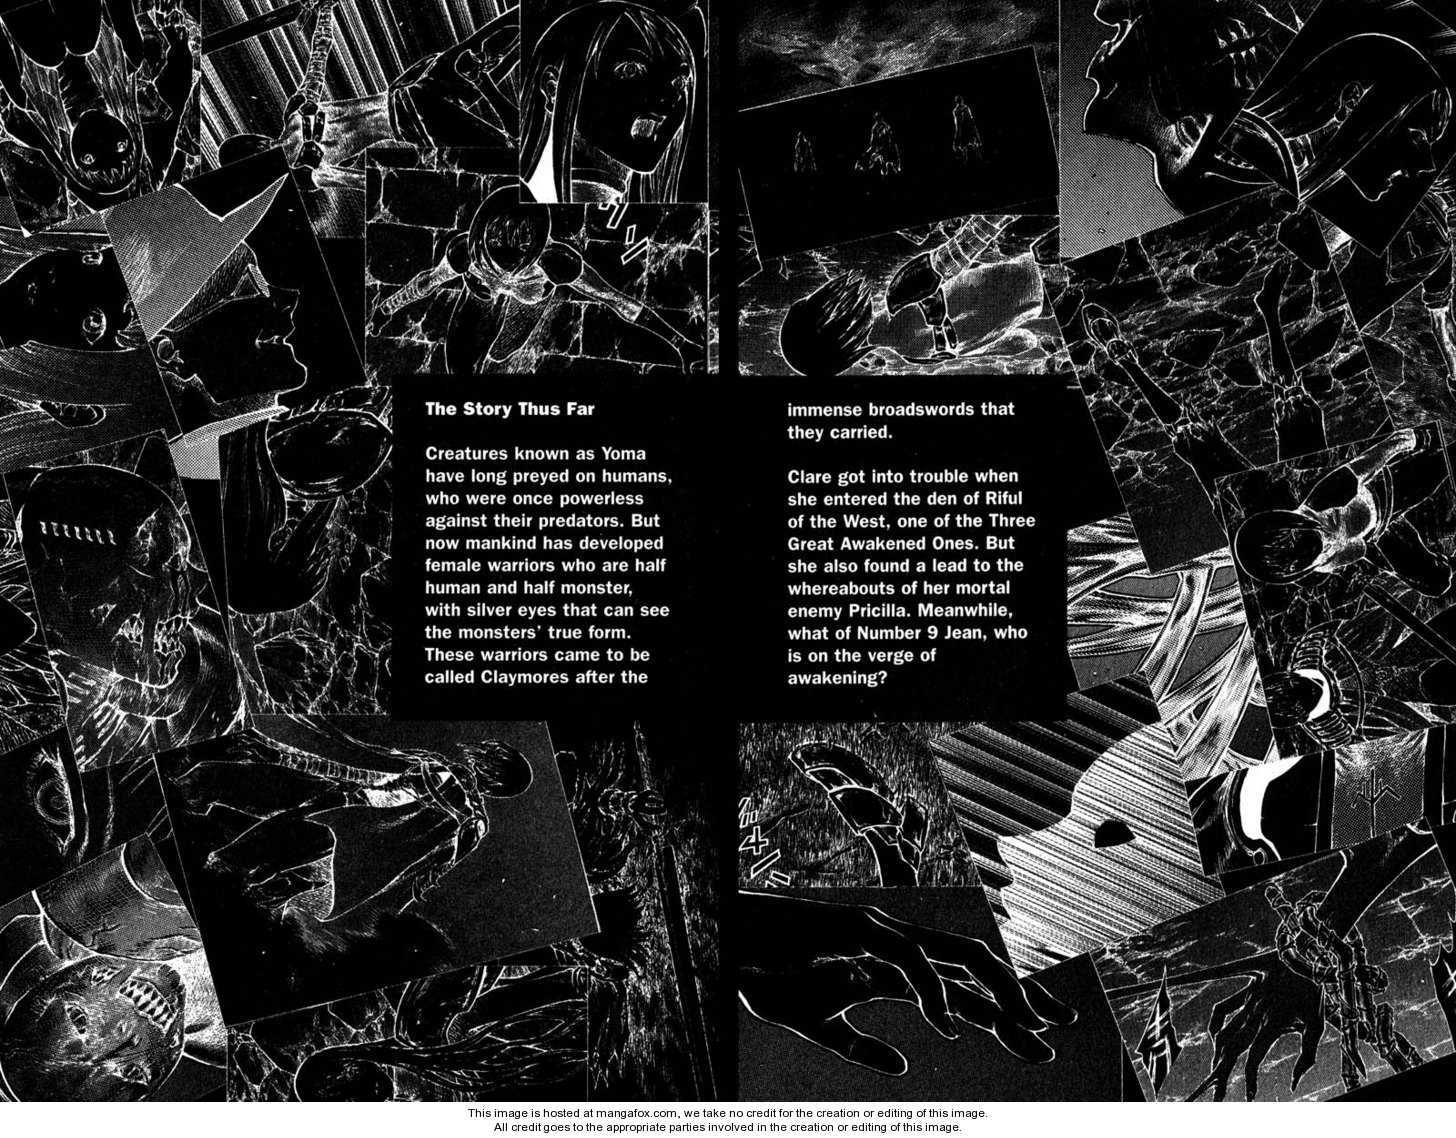 The Story Thus Far
Creatures known as Yoma
have long preyed on humans,
who were once powerless
against their predators. But
now mankind has developed
female warriors who are half
human and half monster,
with silver eyes that can see
the monsters' true form.
These warriors came to be
called Claymores after the
immense broadswords that
they carried.
Clare got into trouble when
she entered the den of Riful
of the West, one of the Three
Great Awakened Ones. But
she also found a lead to the
whereabouts of her mortal
enemy Pricilla. Meanwhile,
what of Number 9 Jean, who
is on the verge of
awakening?
This image is hosted at mangafox.com, we take no credit for the creation or editing of this image.
All credit goes to the appropriate parties involved in the creation or editing of this image.